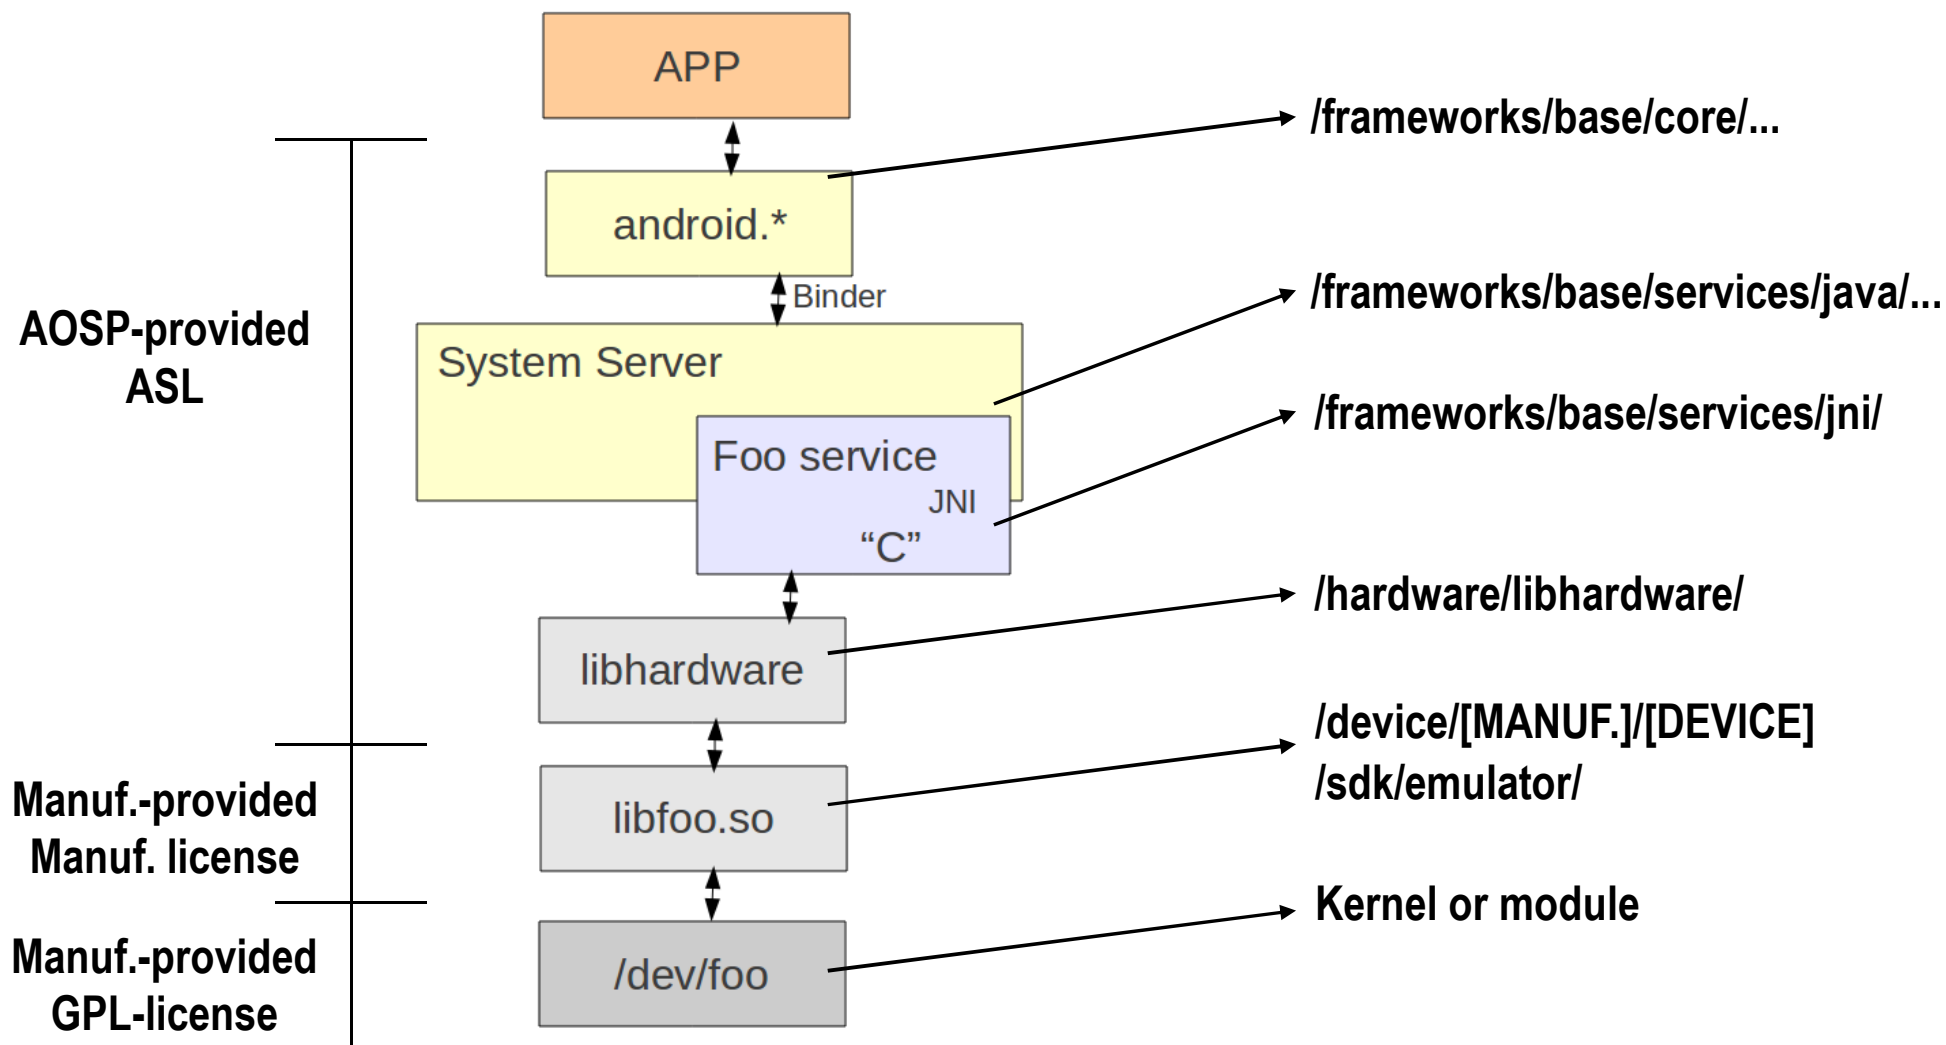 APP
/frameworks/base/core/...
android.*
Binder
/frameworks/base/services/java/...
AOSP-provided
ASL
System Server
/frameworks/base/services/jni/
Foo service
JNI
“C”
/hardware/libhardware/
libhardware
/device/[MANUF.]/[DEVICE]
/sdk/emulator/
Manuf.-provided
Manuf. license
libfoo.so
Kernel or module
Manuf.-provided
GPL-license
/dev/foo